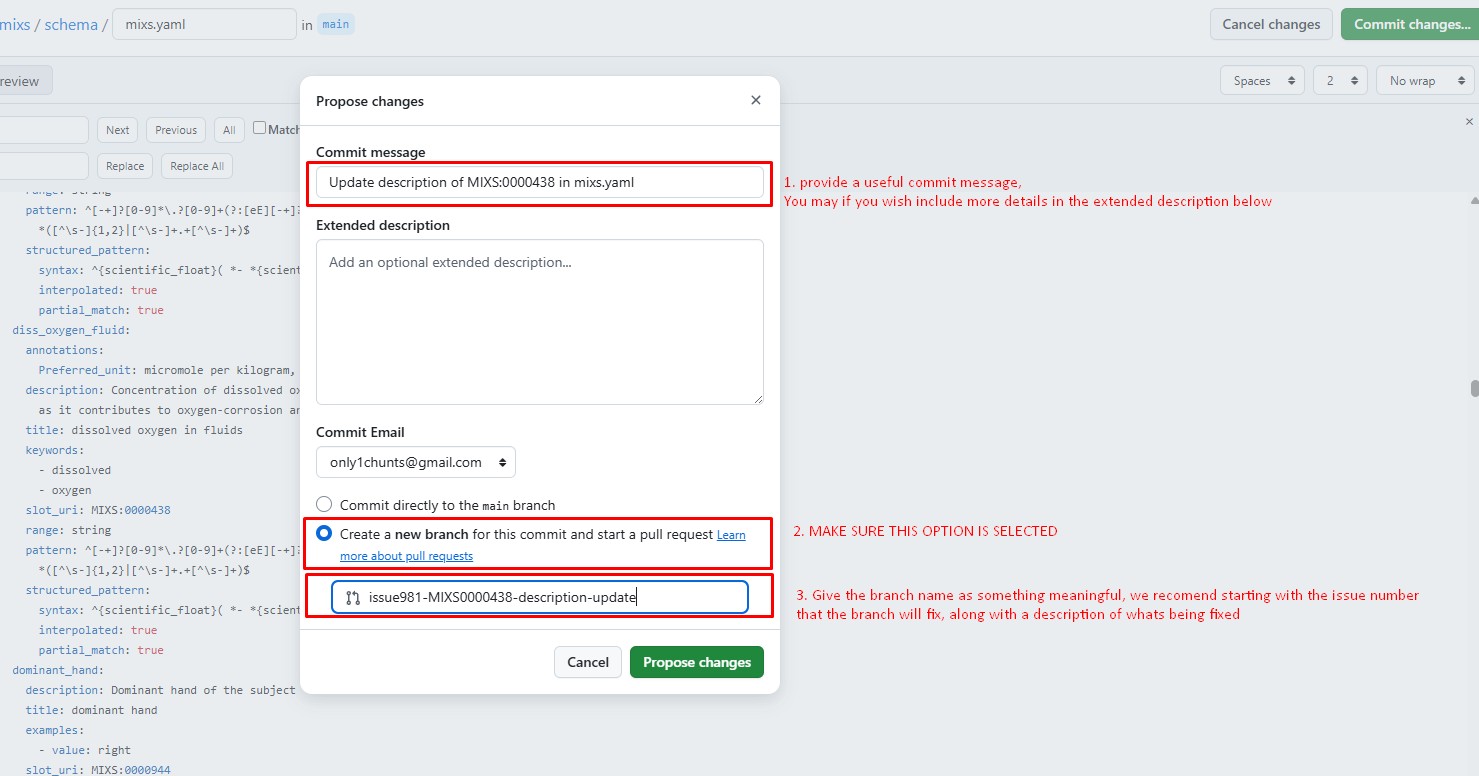 mixs / schema / mixs.yaml in main
Cancel changes
Commit changes...
review
Spaces
2
No wrap
Propose changes
Next
Previous
All
Match
Replace
Replace All
Commit message
Update description of MIXS:0000438 in mixs.yaml
1. provide a useful commit message,
You may if you wish include more details in the extended description below
Extended description
Add an optional extended description...
range: string
pattern: ^[-+]?[0-9]*\.?[0-9]+(?:[eE][-+]?
*([^\s-]{1,2}|[^\s-]+.+[^\s-]+)$
structured_pattern:
syntax: ^{scientific_float}( *- *{scient
interpolated: true
partial_match: true
diss_oxygen_fluid:
annotations:
Preferred_unit: micromole per kilogram,
description: Concentration of dissolved ox
as it contributes to oxygen-corrosion an
title: dissolved oxygen in fluids
keywords:
- dissolved
- oxygen
slot_uri: MIXS:0000438
range: string
pattern: ^[-+]?[0-9]*\.?[0-9]+(?:[eE][-+]?
*([^\s-]{1,2}|[^\s-]+.+[^\s-]+)$
structured_pattern:
syntax: ^{scientific_float}( *- *{scient
interpolated: true
partial_match: true
dominant_hand:
description: Dominant hand of the subject
title: dominant hand
examples:
- value: right
slot_uri: MIXS:0000944
Commit Email
only1chunts@gmail.com
Commit directly to the main branch
Create a new branch for this commit and start a pull request Learn
more about pull requests
2. MAKE SURE THIS OPTION IS SELECTED
issue981-MIXS0000438-description-update
3. Give the branch name as something meaningful, we recomend starting with the issue number
that the branch will fix, along with a description of whats being fixed
Cancel
Propose changes